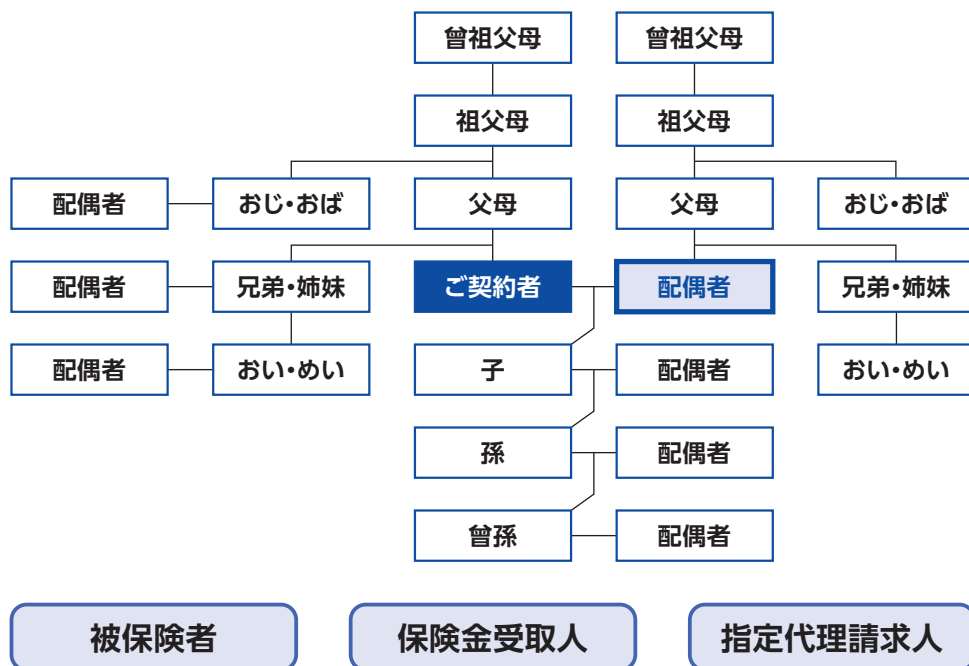 曾祖父母
曾祖父母
祖父母
祖父母
配偶者
おじ・おば
父母
父母
おじ・おば
配偶者
兄弟・姉妹
ご契約者
配偶者
兄弟・姉妹
配偶者
おい・めい
子
配偶者
おい・めい
孫
配偶者
曾孫
配偶者
被保険者
保険金受取人
指定代理請求人